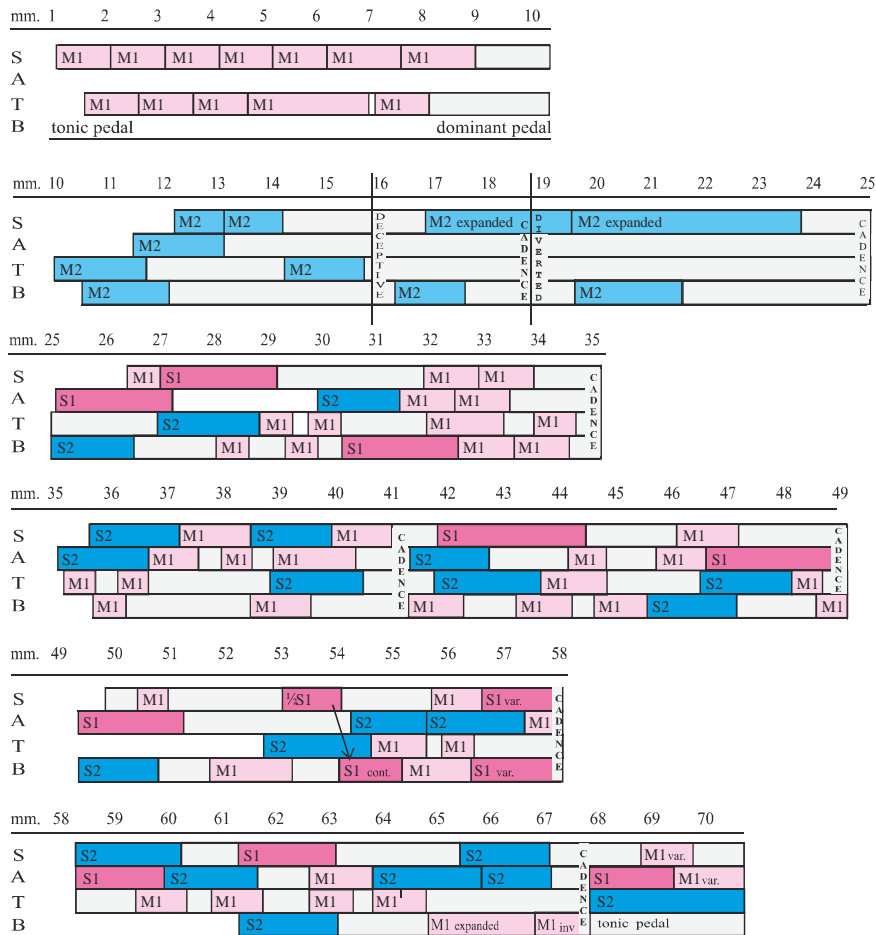 mm. 1 2 3 4 5 6 7 8 9 10
S M1 M1 M1 M1 M1 M1 M1
A
T M1 M1 M1 M1 M1
B tonic pedal dominant pedal
mm. 10 11 12 13 14 15 16 17 18 19 20 21 22 23 24 25
S M2 M2 DECEPTIVE M2 expanded CADENCE DIVERTED M2 expanded CADENCE
A M2
T M2 M2
B M2 M2 M2
25 26 27 28 29 30 31 32 33 34 35
S M1 S1 M1 M1 CADENCE
A S1 S2 M1 M1
T S2 M1 M1 M1 M1
B S2 M1 M1 S1 M1 M1
mm. 35 36 37 38 39 40 41 42 43 44 45 46 47 48 49
S S2 M1 S2 M1 CADENCE S1 M1 CADENCE
A S2 M1 M1 M1 S2 M1 M1 S1
T M1 M1 S2 S2 M1 S2 M1
B M1 M1 M1 M1 M1 S2 M1
mm. 49 50 51 52 53 54 55 56 57 58
S M1 ½S1 M1 S1 var. CADENCE
A S1 S2 S2 M1
T S2 M1 M1
B S2 M1 S1 cont. M1 S1 var.
mm. 58 59 60 61 62 63 64 65 66 67 68 69 70
S S2 S1 S2 CADENCE M1 var.
A S1 S2 M1 S2 S2 S1 M1 var.
T M1 M1 M1 M1 S2
B S2 M1 expanded M1 inv tonic pedal